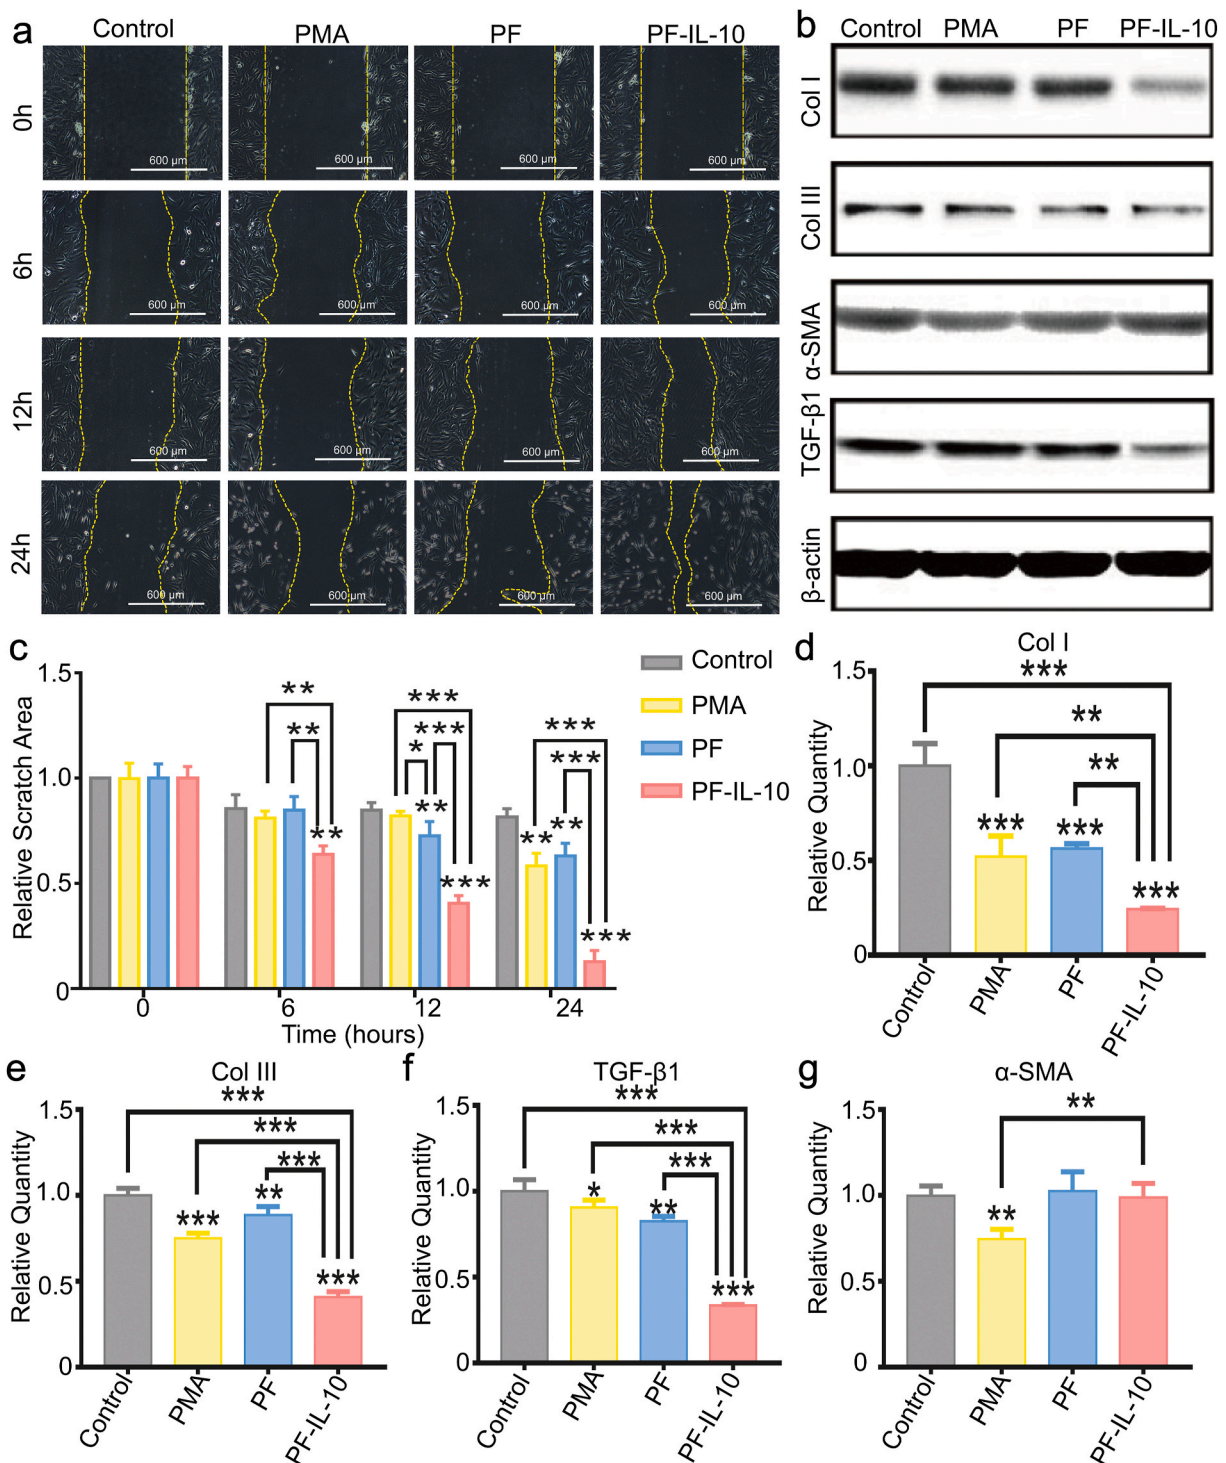 a
Control
PMA
PF
PF-IL-10
0h
600 μm
600 μm
600 μm
600 μm
6h
600 μm
600 μm
600 μm
600 μm
12h
600 μm
600 μm
600 μm
600 μm
24h
600 μm
600 μm
600 μm
600 μm
b
Control
PMA
PF
PF-IL-10
Col I
Col III
α-SMA
TGF-β1
β-actin
c
Relative Scratch Area
1.5
1.0
0.5
0
**
**
**
***
*
***
**
***
***
***
**
**
***
0
6
12
24
Time (hours)
Control
PMA
PF
PF-IL-10
d
Col I
Relative Quantity
1.5
1.0
0.5
0
***
**
**
***
***
***
Control
PMA
PF
PF-IL-10
e
Col III
Relative Quantity
1.5
1.0
0.5
0
***
***
***
***
**
***
Control
PMA
PF
PF-IL-10
f
TGF-β1
Relative Quantity
1.5
1.0
0.5
0
***
***
***
*
**
***
Control
PMA
PF
PF-IL-10
g
α-SMA
Relative Quantity
1.5
1.0
0.5
0
**
**
Control
PMA
PF
PF-IL-10